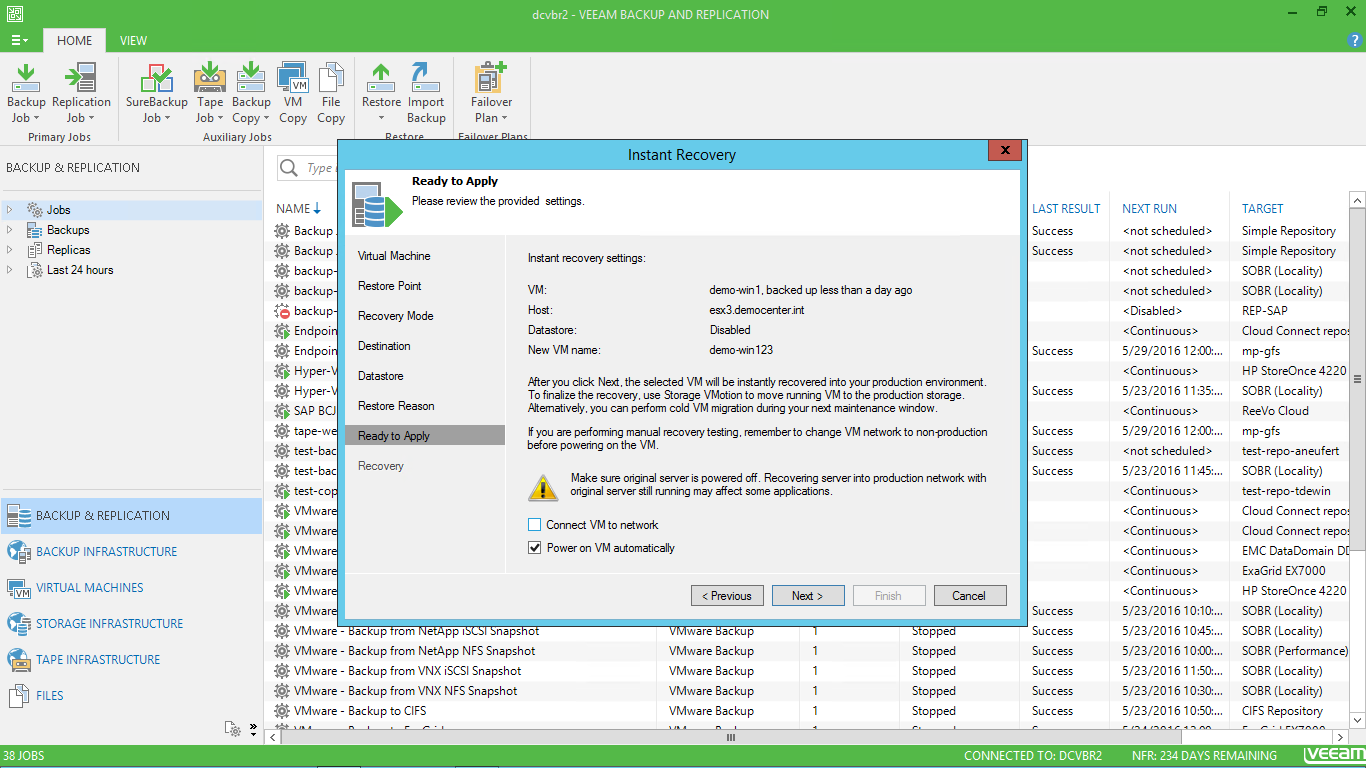 dcvbr2 - VEEAM BACKUP AND REPLICATION
HOME VIEW
?
Backup Job Replication Job SureBackup Job Tape Job Backup Copy VM Copy File Copy Restore Import Backup Failover Plan
Primary Jobs Auxiliary Jobs Restore Failover Plans
BACKUP & REPLICATION
Jobs
Backups
Replicas
Last 24 hours
BACKUP & REPLICATION
BACKUP INFRASTRUCTURE
VIRTUAL MACHINES
STORAGE INFRASTRUCTURE
TAPE INFRASTRUCTURE
FILES
Instant Recovery
x
Ready to Apply
Please review the provided settings.
Virtual Machine
Restore Point
Recovery Mode
Destination
Datastore
Restore Reason
Ready to Apply
Recovery
Instant recovery settings:
VM: demo-win1, backed up less than a day ago
Host: esx3.democenter.int
Datastore: Disabled
New VM name: demo-win123
After you click Next, the selected VM will be instantly recovered into your production environment.
To finalize the recovery, use Storage VMotion to move running VM to the production storage.
Alternatively, you can perform cold VM migration during your next maintenance window.
If you are performing manual recovery testing, remember to change VM network to non-production
before powering on the VM.
Make sure original server is powered off. Recovering server into production network with
original server still running may affect some applications.
Connect VM to network
Power on VM automatically
< Previous Next > Finish Cancel
Type
NAME LAST RESULT NEXT RUN TARGET
Backup Success <not scheduled> Simple Repository
Backup Success <not scheduled> Simple Repository
backup- <not scheduled> SOBR (Locality)
backup- <not scheduled> SOBR (Locality)
backup- <Disabled> REP-SAP
Endpoin <Continuous> Cloud Connect repos
Endpoin Success 5/29/2016 12:00:... mp-gfs
Hyper-V <Continuous> HP StoreOnce 4220
Hyper-V Success 5/23/2016 11:35:... SOBR (Locality)
SAP BCJ <Continuous> ReeVo Cloud
tape-we Success <Continuous> mp-gfs
test-bac <not scheduled> test-repo-aneufert
test-bac Success 5/23/2016 11:45:... SOBR (Locality)
test-cop <Continuous> test-repo-tdewin
VMware <Continuous> Cloud Connect repos
VMware <Continuous> Cloud Connect repos
VMware <Continuous> EMC DataDomain DD
VMware <Continuous> ExaGrid EX7000
VMware <Continuous> HP StoreOnce 4220
VMware Success 5/23/2016 10:10:... SOBR (Locality)
VMware - Backup from NetApp iSCSI Snapshot VMware Backup 1 Stopped Success 5/23/2016 10:45:... SOBR (Locality)
VMware - Backup from NetApp NFS Snapshot VMware Backup 1 Stopped Success 5/23/2016 10:00:... SOBR (Performance)
VMware - Backup from VNX iSCSI Snapshot VMware Backup 1 Stopped Success 5/23/2016 11:50:... SOBR (Locality)
VMware - Backup from VNX NFS Snapshot VMware Backup 1 Stopped Success 5/23/2016 10:30:... SOBR (Locality)
VMware - Backup to CIFS VMware Backup 1 Stopped Success 5/23/2016 10:50:... CIFS Repository
38 JOBS CONNECTED TO: DCVBR2 NFR: 234 DAYS REMAINING veeam